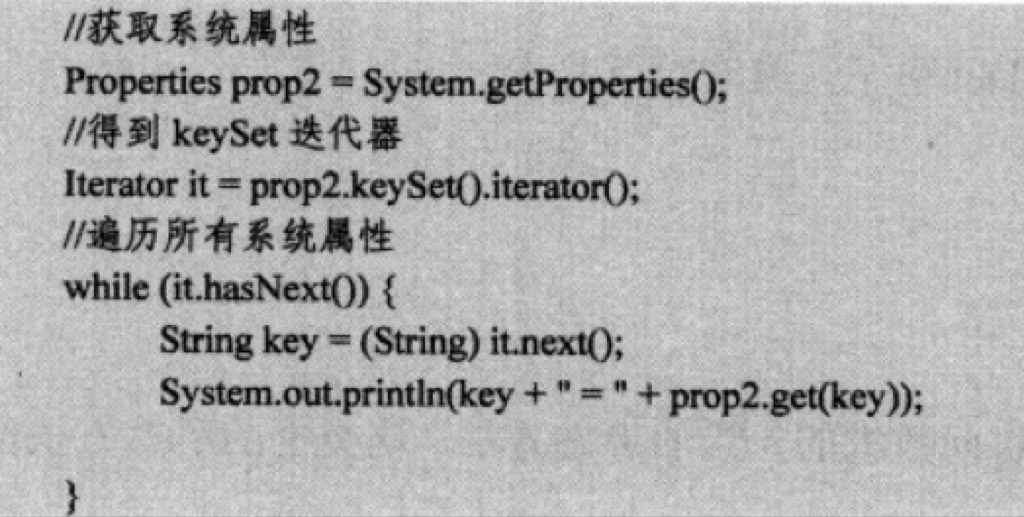 //获取系统属性
Properties prop2 = System.getProperties();
//得到 keySet 迭代器
Iterator it = prop2.keySet().iterator();
//遍历所有系统属性
while (it.hasNext()) {
String key = (String) it.next();
System.out.println(key + " = " + prop2.get(key));
}